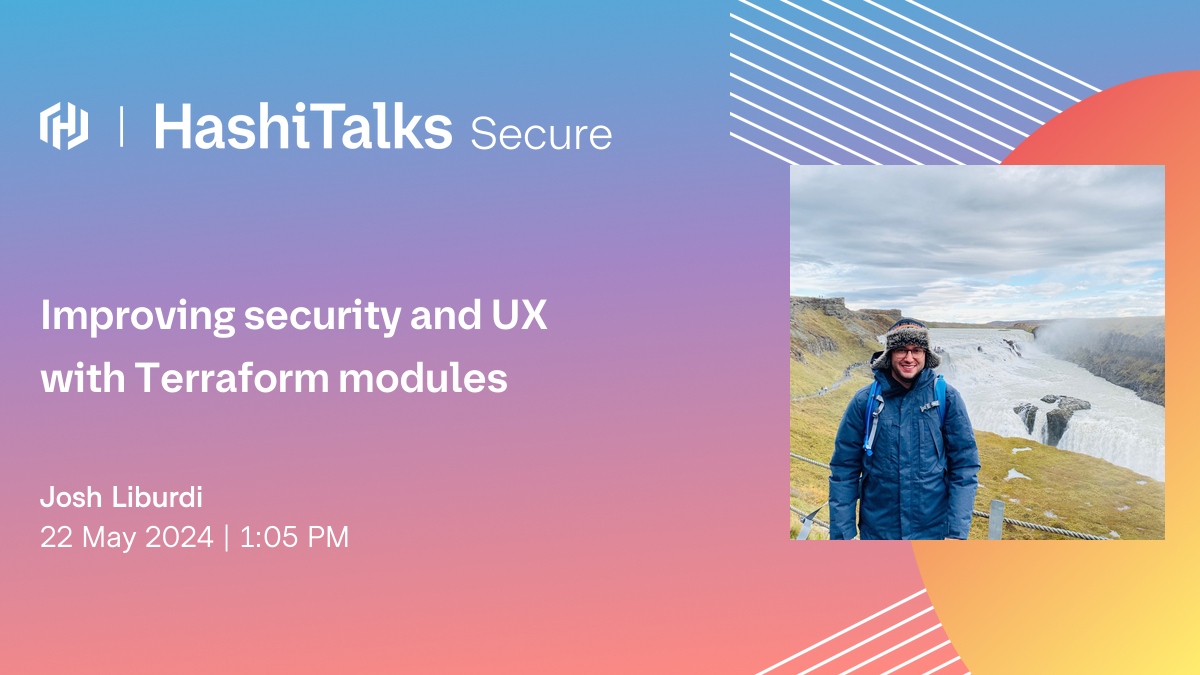 HashiTalks Secure
Improving security and UX
with Terraform modules
Josh Liburdi
22 May 2024 | 1:05 PM